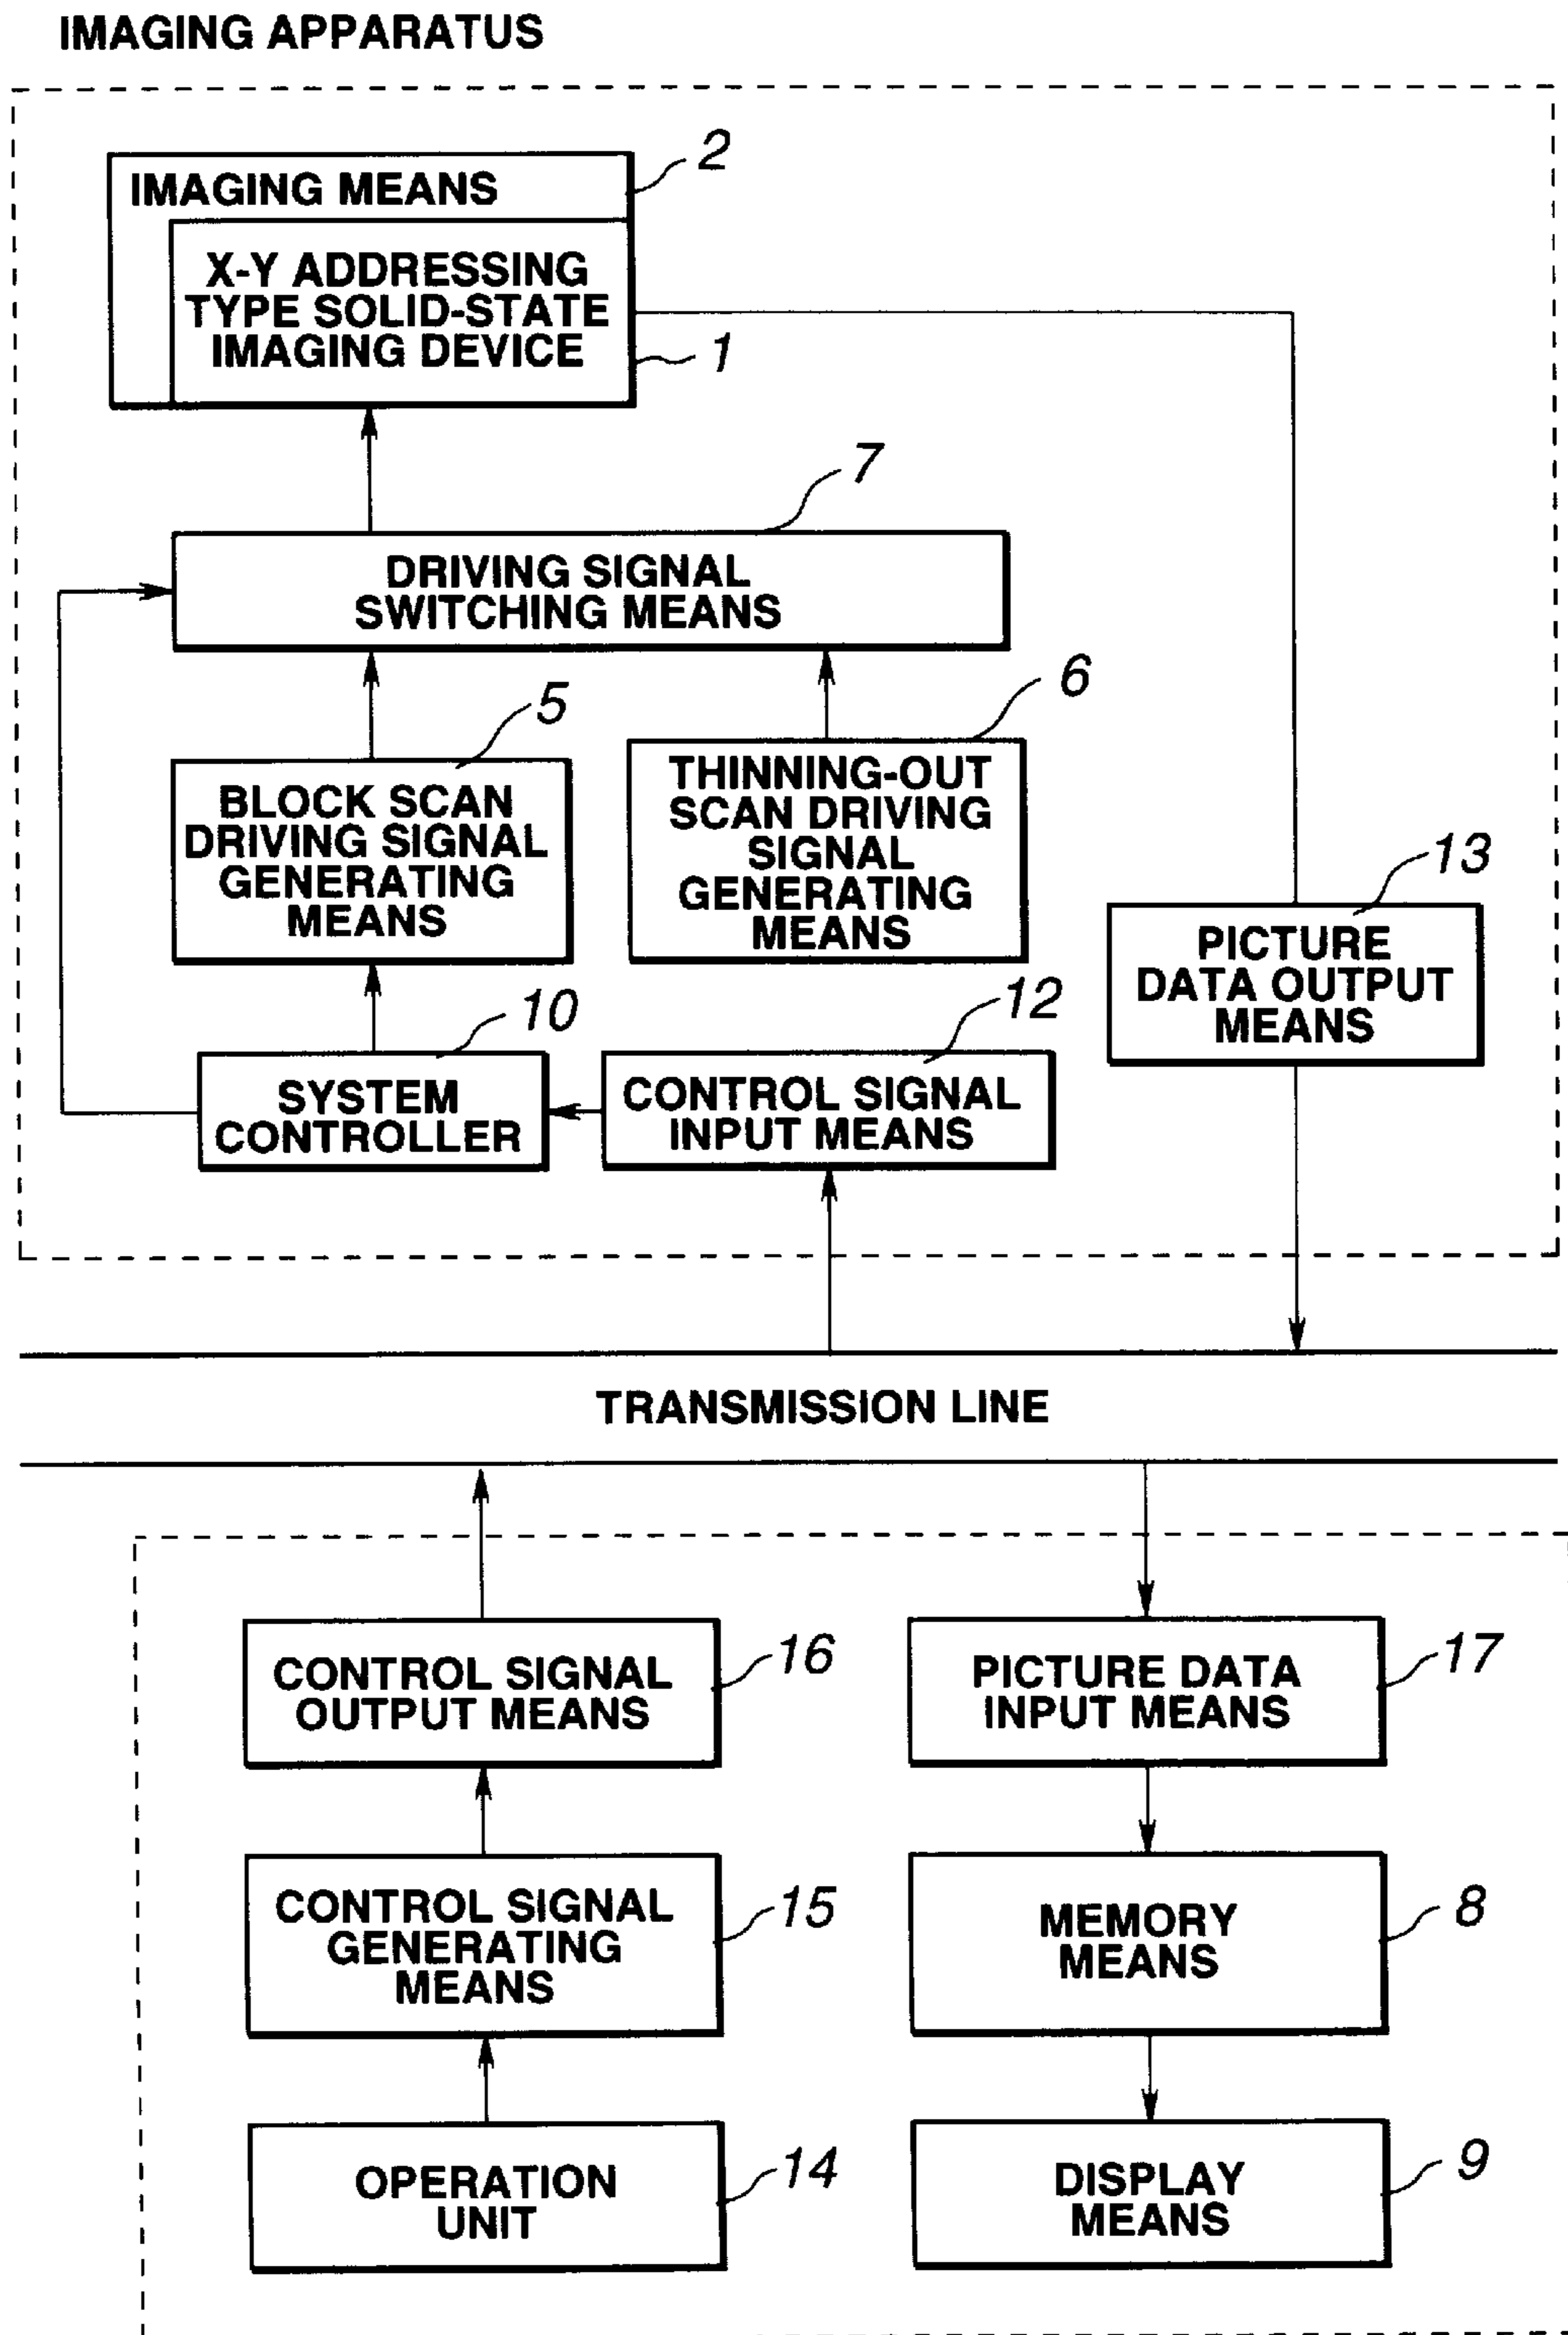 IMAGING APPARATUS
2
IMAGING MEANS
X-Y ADDRESSING
TYPE SOLID-STATE
IMAGING DEVICE
1
7
DRIVING SIGNAL
SWITCHING MEANS
5
BLOCK SCAN
DRIVING SIGNAL
GENERATING
MEANS
6
THINNING-OUT
SCAN DRIVING
SIGNAL
GENERATING
MEANS
13
PICTURE
DATA OUTPUT
MEANS
10
SYSTEM
CONTROLLER
12
CONTROL SIGNAL
INPUT MEANS
TRANSMISSION LINE
CONTROL SIGNAL
OUTPUT MEANS
16
PICTURE DATA
INPUT MEANS
17
CONTROL SIGNAL
GENERATING
MEANS
15
MEMORY
MEANS
8
OPERATION
UNIT
14
DISPLAY
MEANS
9